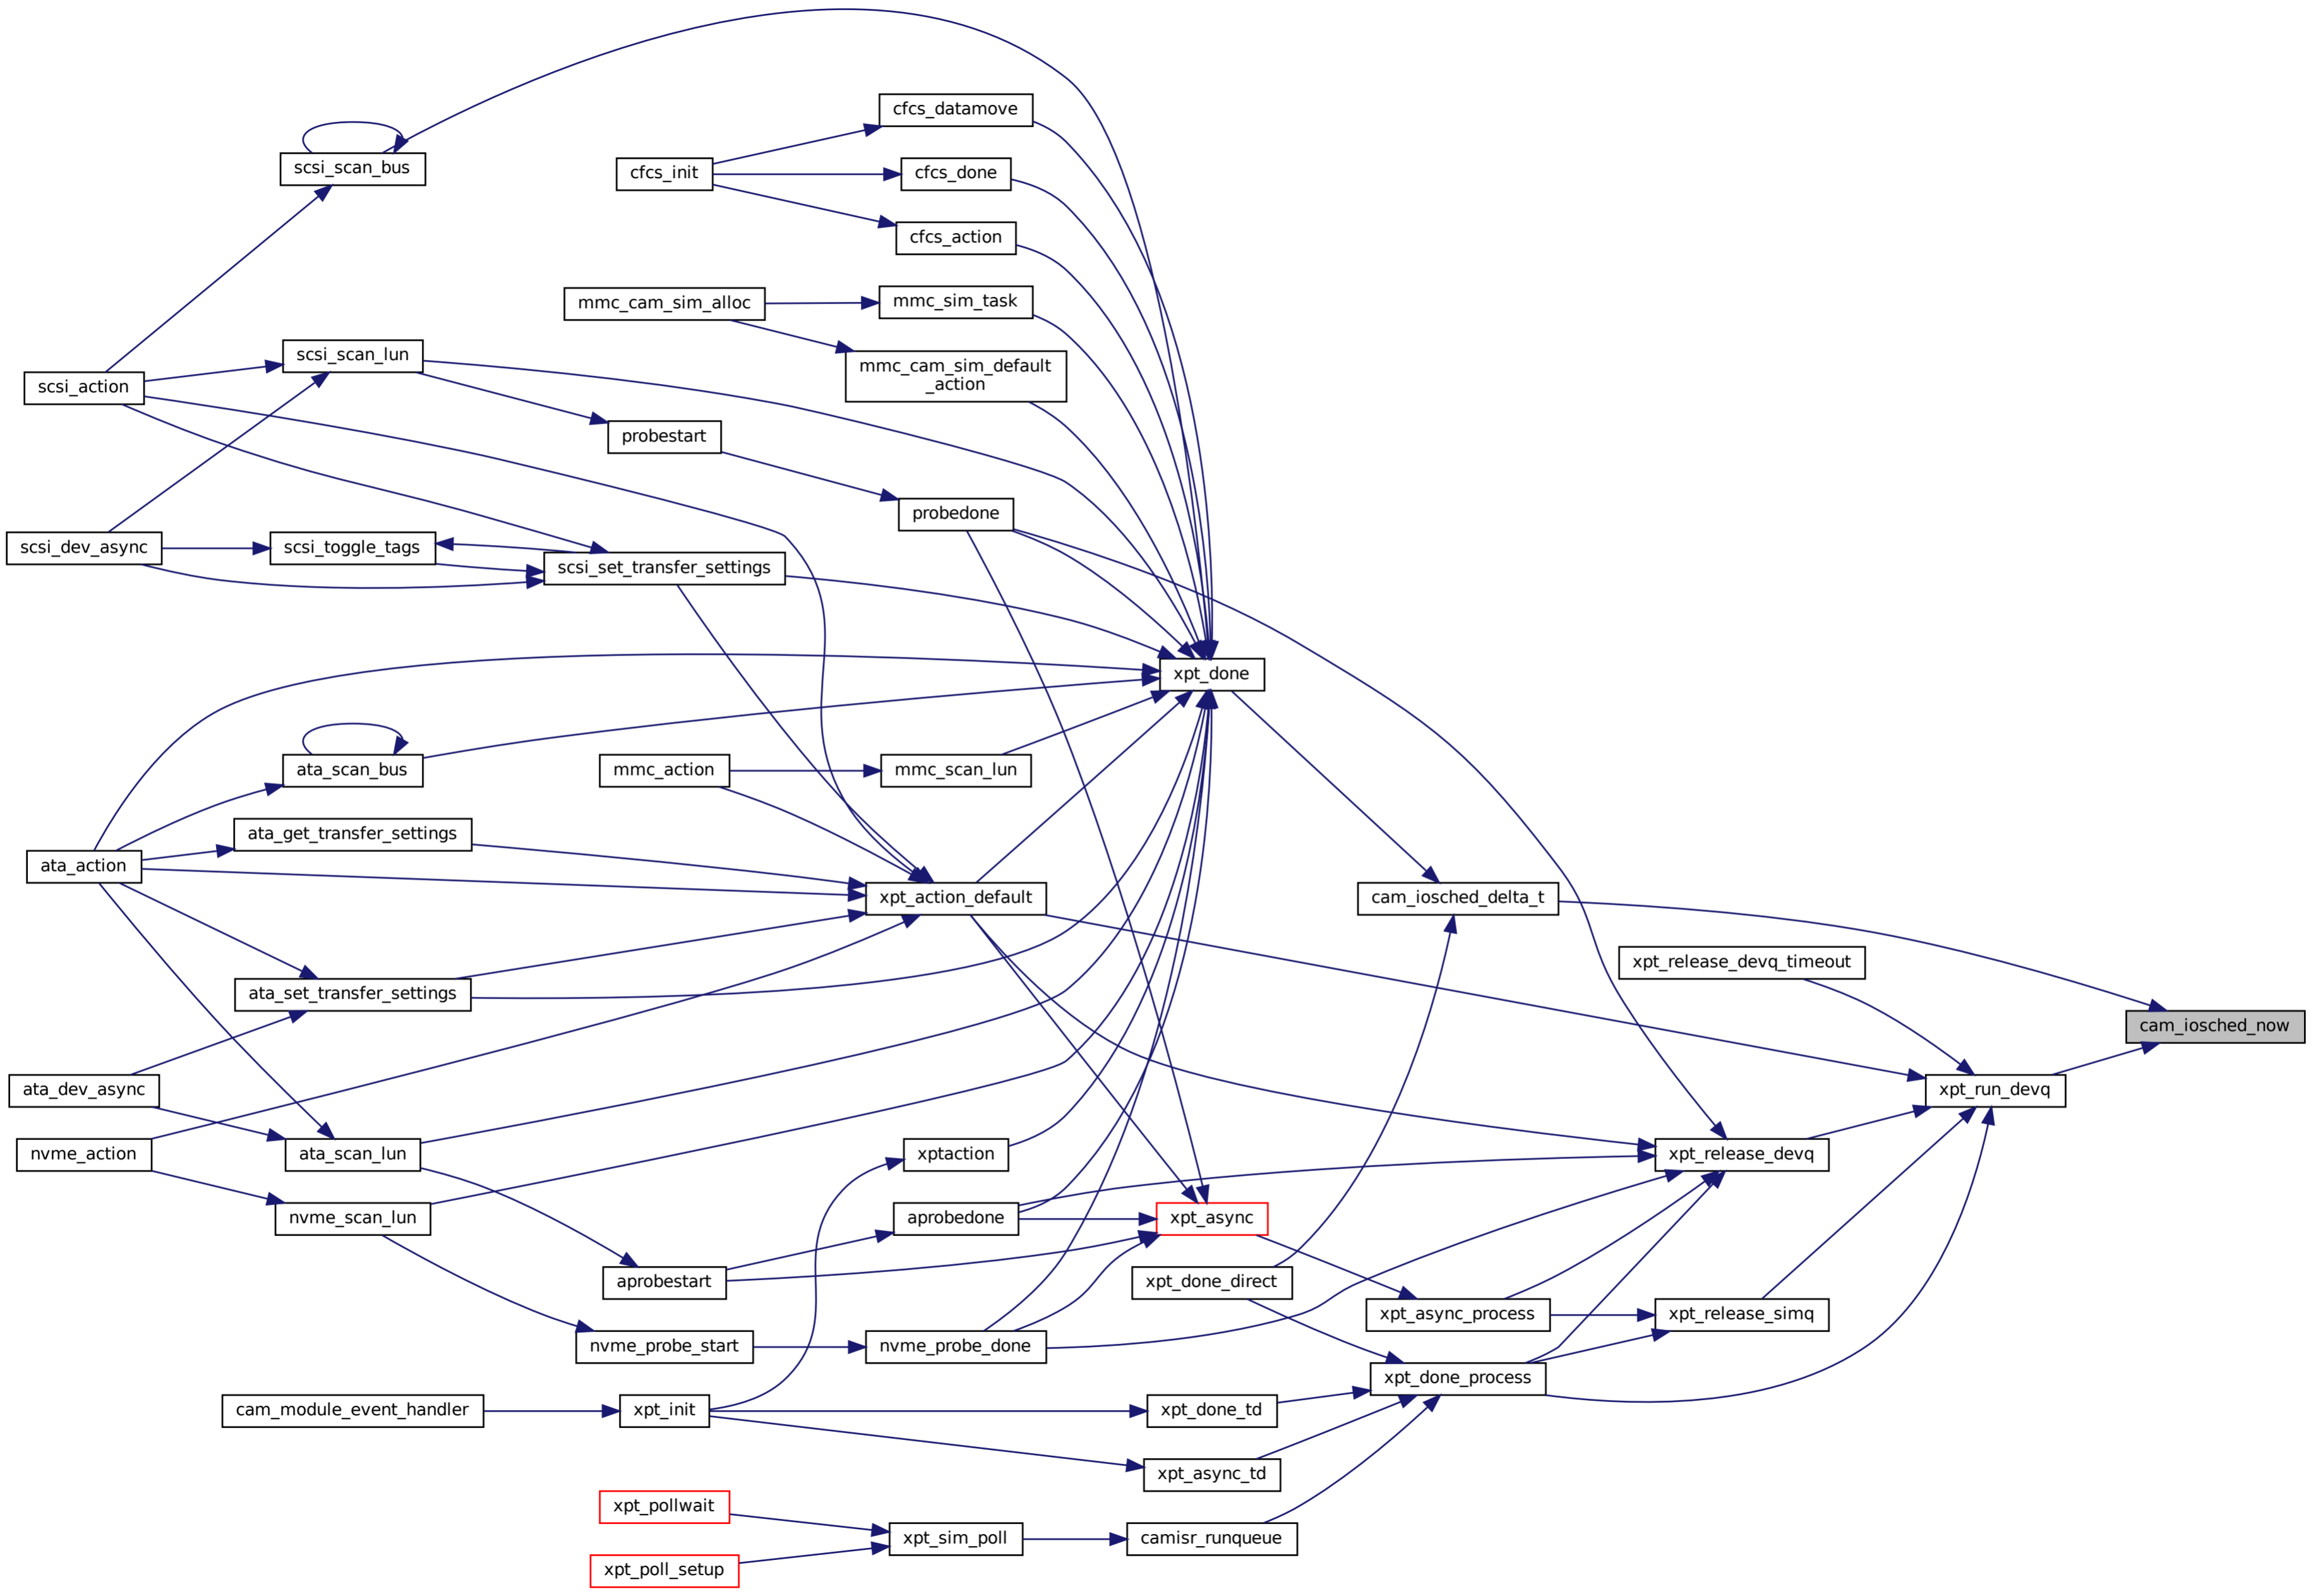 cfcs_datamove
scsi_scan_bus
cfcs_init
cfcs_done
cfcs_action
mmc_cam_sim_alloc
mmc_sim_task
scsi_scan_lun
mmc_cam_sim_default
_action
scsi_action
probestart
probedone
scsi_dev_async
scsi_toggle_tags
scsi_set_transfer_settings
xpt_done
ata_scan_bus
mmc_action
mmc_scan_lun
ata_get_transfer_settings
ata_action
xpt_action_default
cam_iosched_delta_t
xpt_release_devq_timeout
ata_set_transfer_settings
cam_iosched_now
ata_dev_async
xpt_run_devq
nvme_action
ata_scan_lun
xptaction
xpt_release_devq
nvme_scan_lun
aprobedone
xpt_async
aprobestart
xpt_done_direct
xpt_async_process
xpt_release_simq
nvme_probe_start
nvme_probe_done
xpt_done_process
cam_module_event_handler
xpt_init
xpt_done_td
xpt_async_td
xpt_pollwait
xpt_sim_poll
camisr_runqueue
xpt_poll_setup